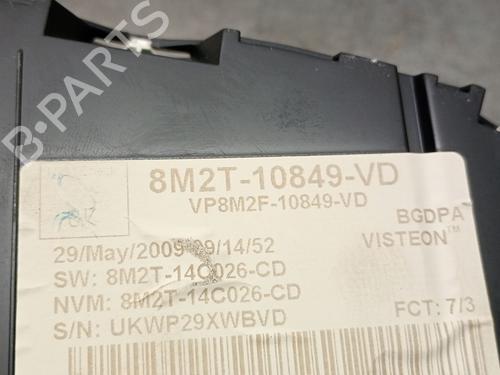 B-PARTS
8M2T-10849-VD
VP8M2F-10849-VD
BGDPA
29/May/2009-09/14/52
VISTEON™
SW: 8M2T-14C026-CD
NVM: 8M2T-14C026-CD
FCT: 7/3
S/N: UKWP29XWBVD